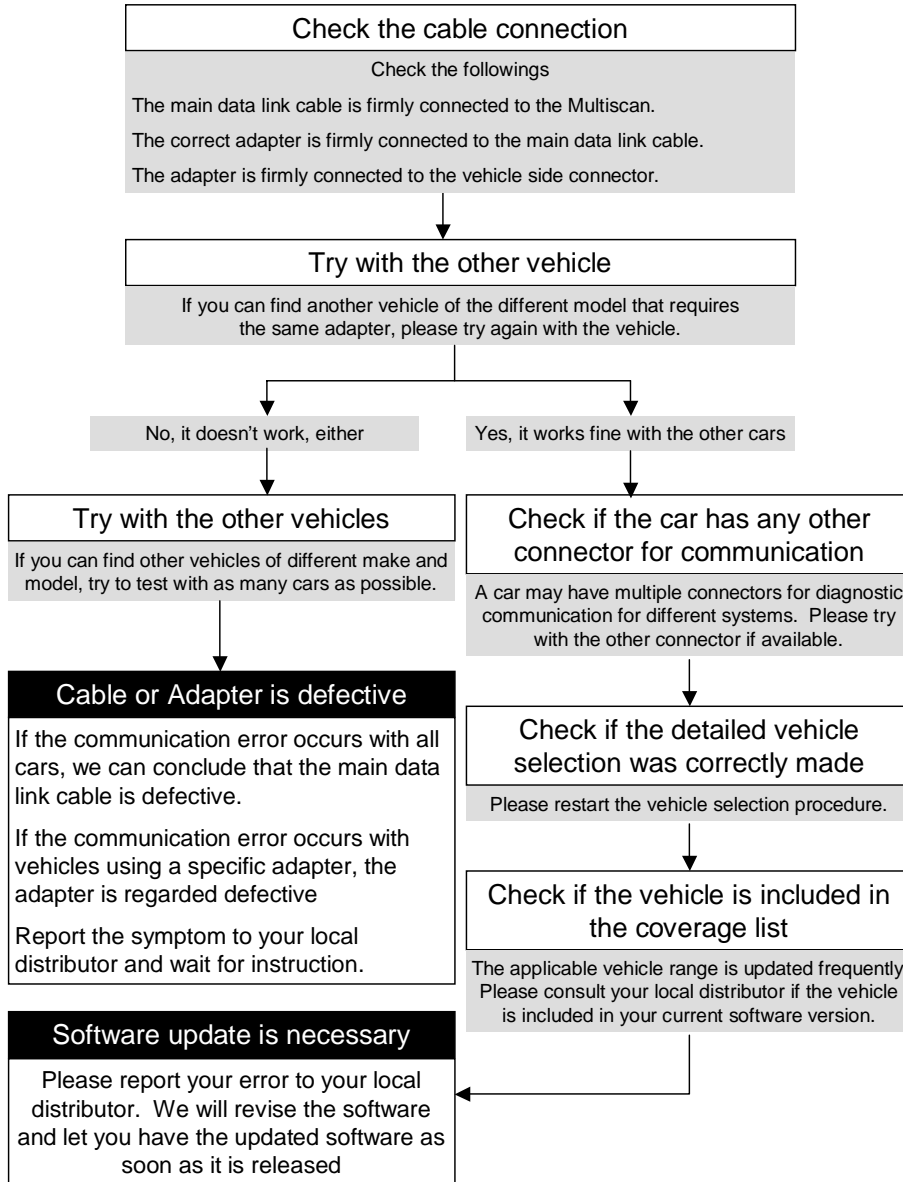 Check the cable connection
Check the followings
The main data link cable is firmly connected to the Multiscan.
The correct adapter is firmly connected to the main data link cable.
The adapter is firmly connected to the vehicle side connector.
Try with the other vehicle
If you can find another vehicle of the different model that requires
the same adapter, please try again with the vehicle.
No, it doesn't work, either
Yes, it works fine with the other cars
Try with the other vehicles
If you can find other vehicles of different make and
model, try to test with as many cars as possible.
Cable or Adapter is defective
If the communication error occurs with all
cars, we can conclude that the main data
link cable is defective.
If the communication error occurs with
vehicles using a specific adapter, the
adapter is regarded defective
Report the symptom to your local
distributor and wait for instruction.
Check if the car has any other
connector for communication
A car may have multiple connectors for diagnostic
communication for different systems.  Please try
with the other connector if available.
Check if the detailed vehicle
selection was correctly made
Please restart the vehicle selection procedure.
Check if the vehicle is included in
the coverage list
The applicable vehicle range is updated frequently
Please consult your local distributor if the vehicle
is included in your current software version.
Software update is necessary
Please report your error to your local
distributor.  We will revise the software
and let you have the updated software as
soon as it is released